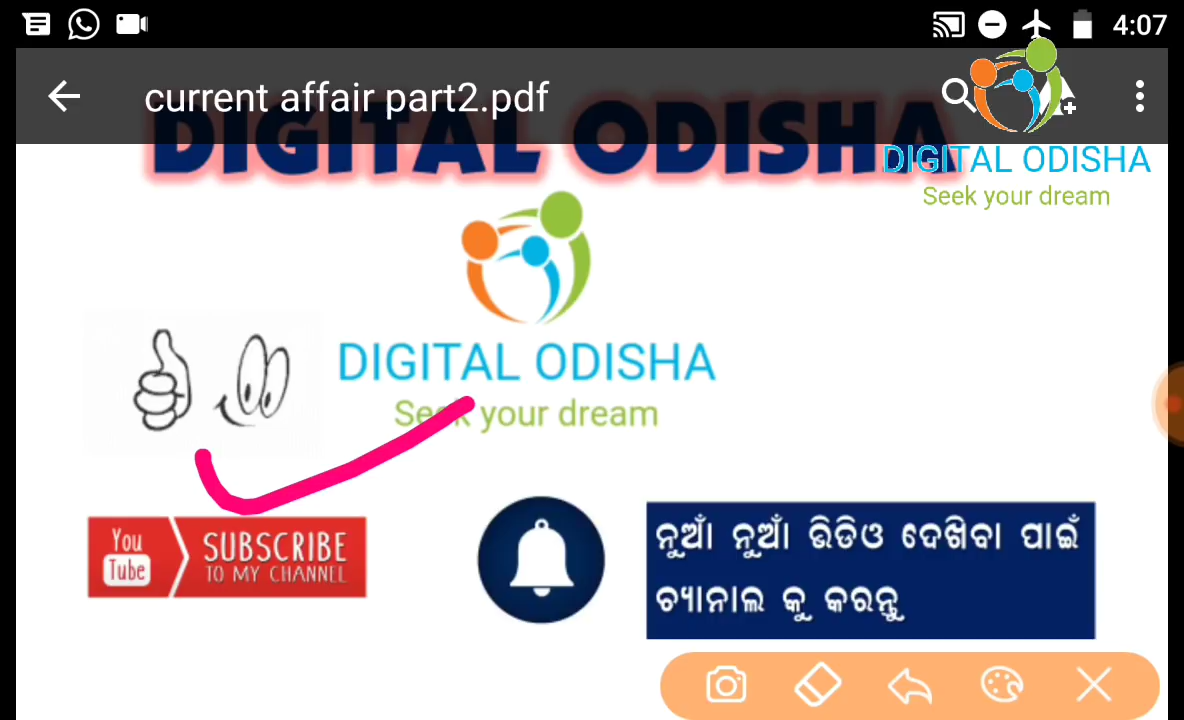 4:07
current affair part2.pdf
DIGITAL ODISHA
DIGITAL ODISHA
Seek your dream
DIGITAL ODISHA
Seek your dream
You
Tube
SUBSCRIBE
TO MY CHANNEL
ନୂଆଁ ନୂଆଁ ଭିଡିଓ ଦେଖିବା ପାଇଁ
ଚ୍ୟାନାଲ କୁ କରନ୍ତୁ